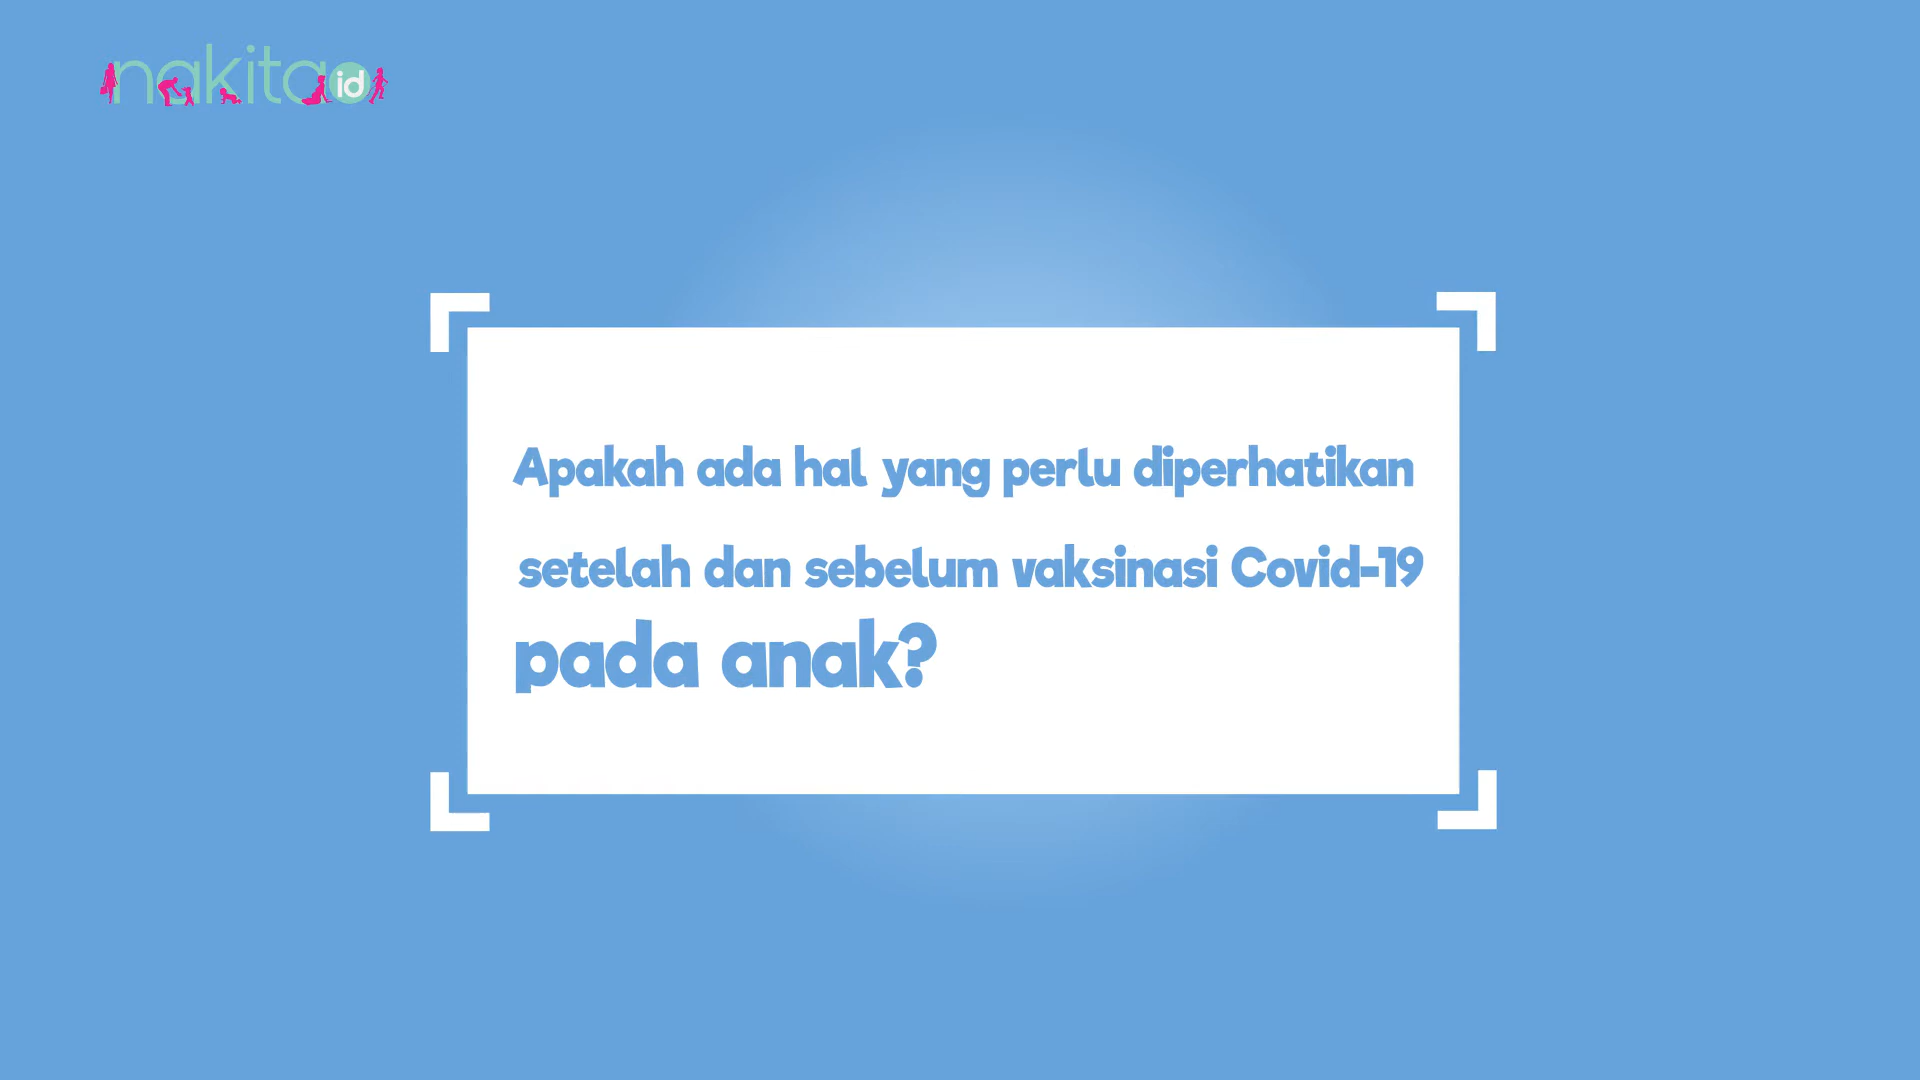 nakita id
Apakah ada hal yang perlu diperhatikan
setelah dan sebelum vaksinasi Covid-19
pada anak?